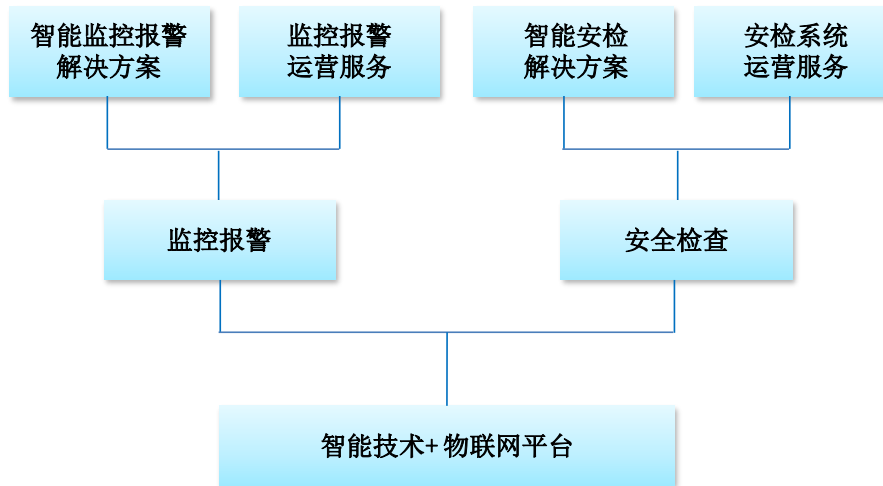 智能监控报警
解决方案
监控报警
运营服务
智能安检
解决方案
安检系统
运营服务
监控报警
安全检查
智能技术+物联网平台